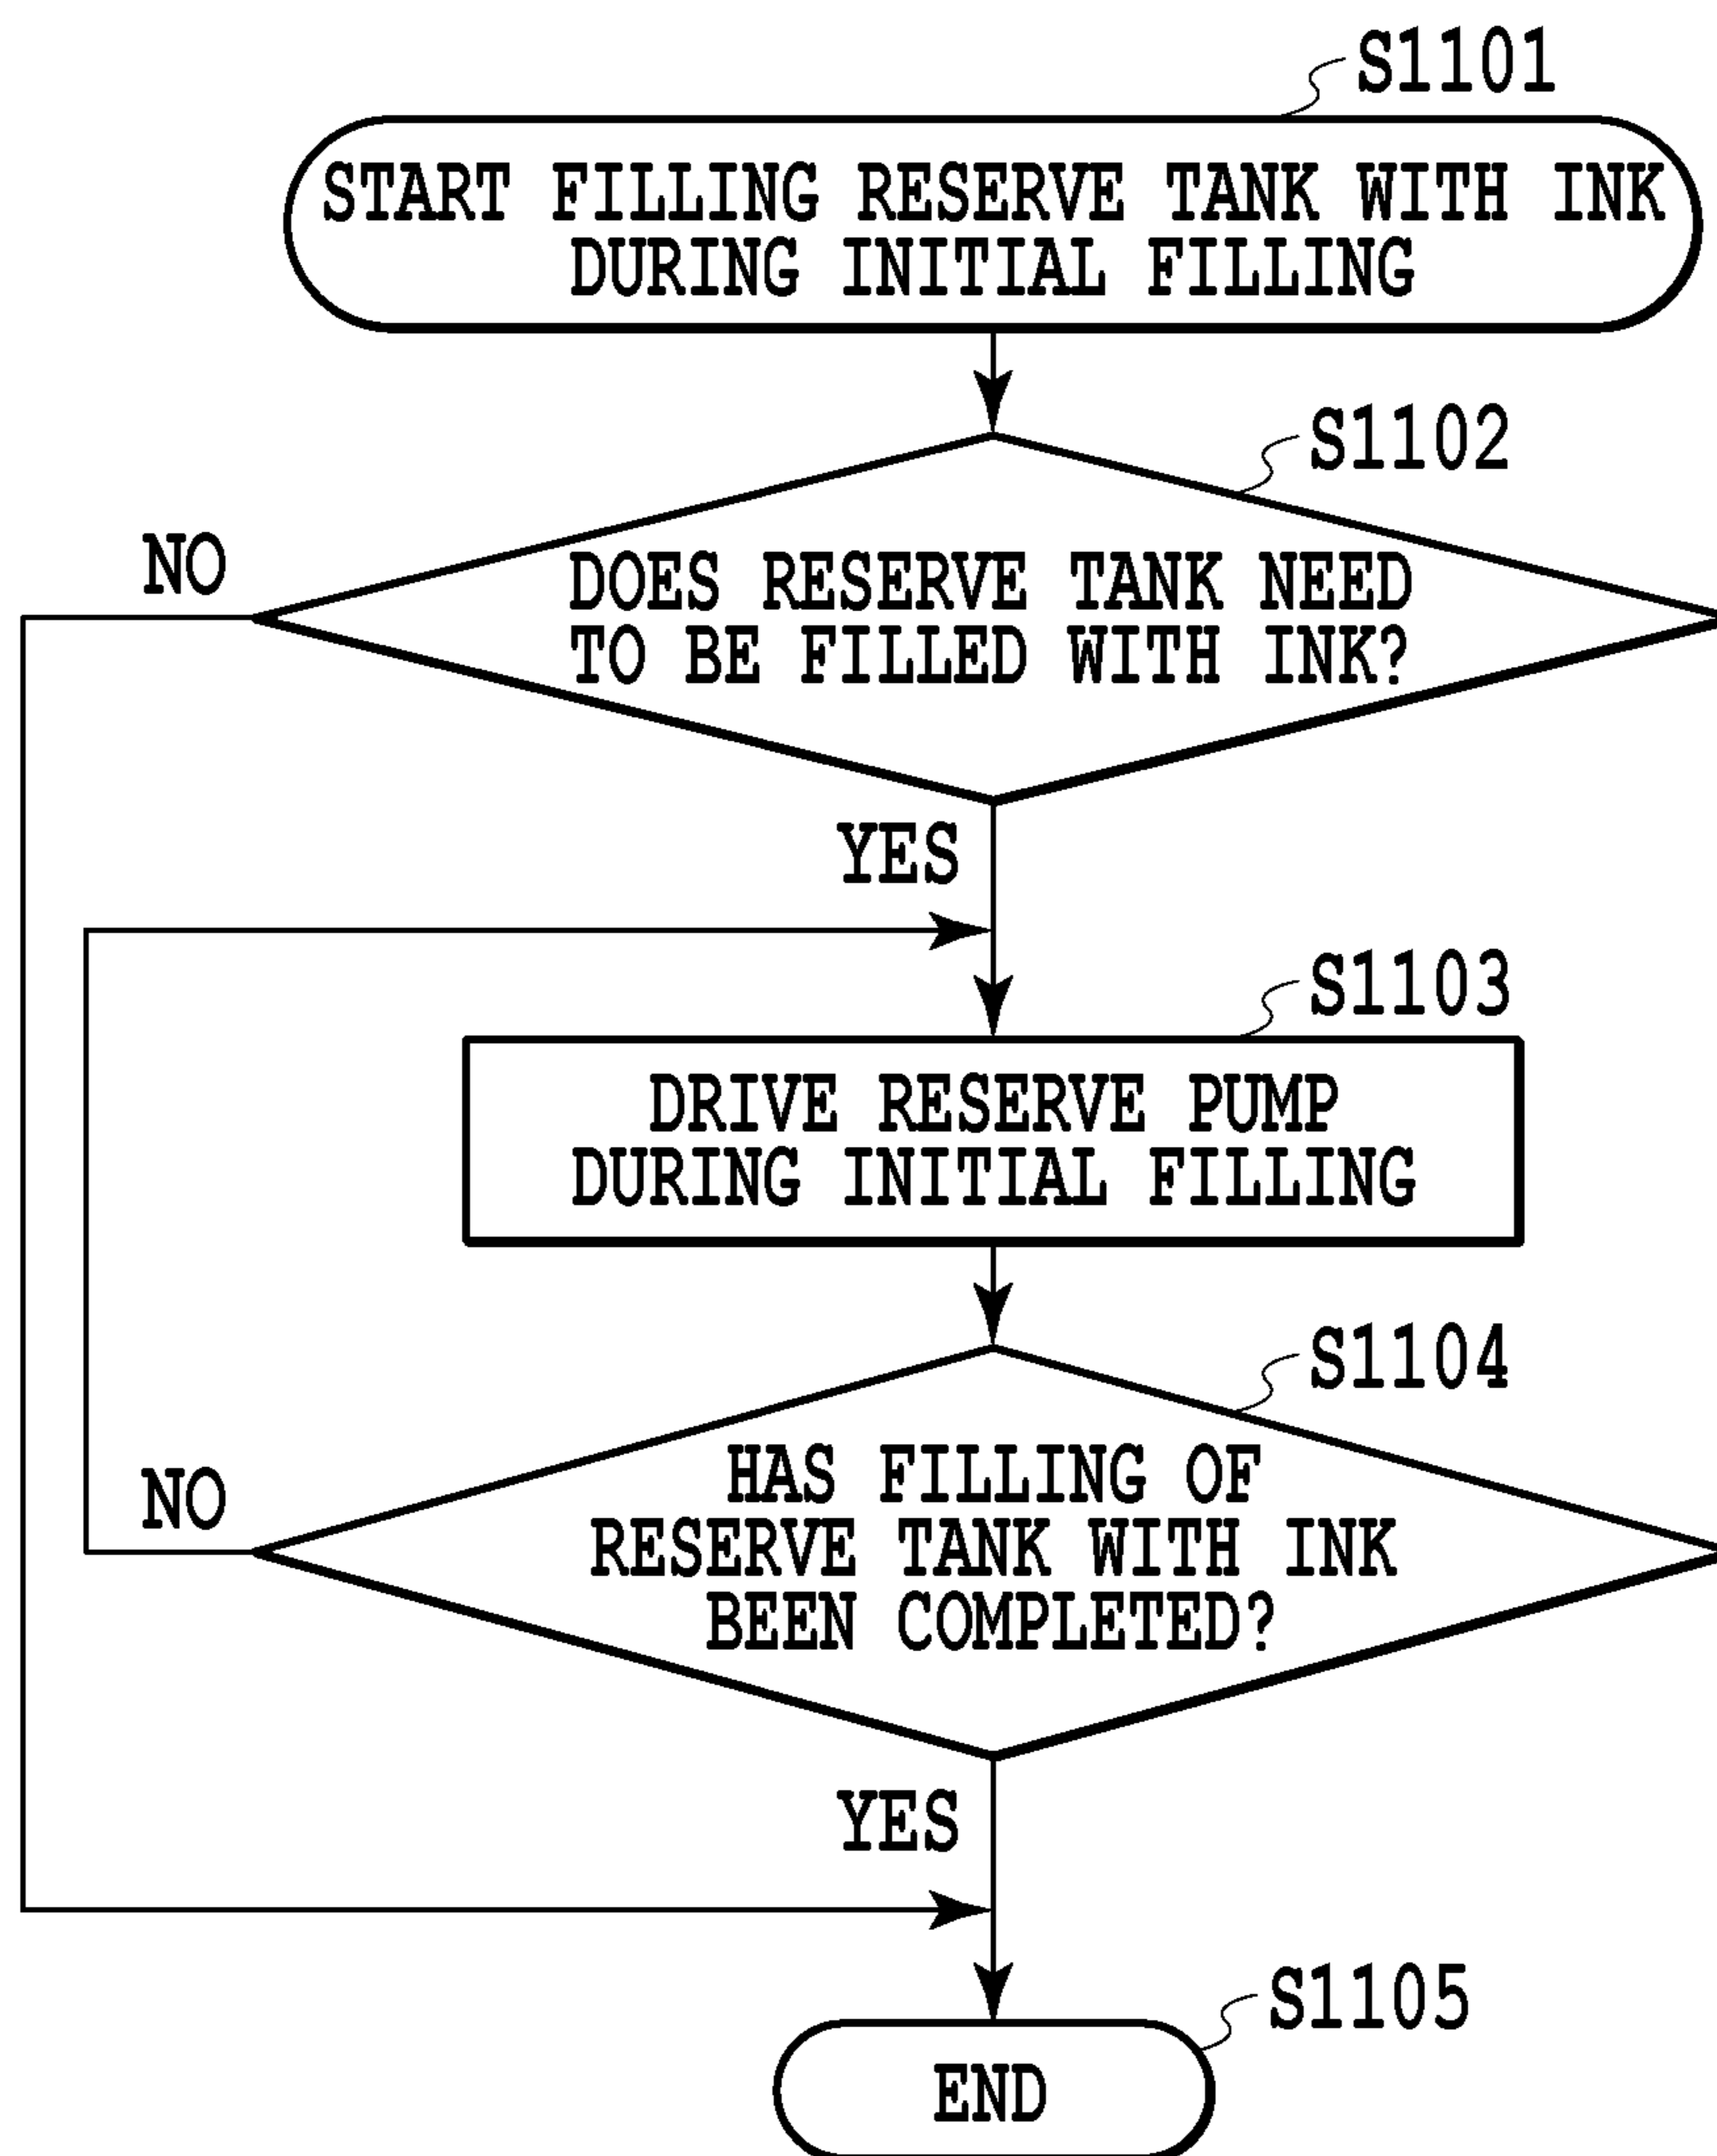 S1101
START FILLING RESERVE TANK WITH INK
DURING INITIAL FILLING
S1102
NO
DOES RESERVE TANK NEED
TO BE FILLED WITH INK?
YES
S1103
DRIVE RESERVE PUMP
DURING INITIAL FILLING
S1104
NO
HAS FILLING OF
RESERVE TANK WITH INK
BEEN COMPLETED?
YES
S1105
END